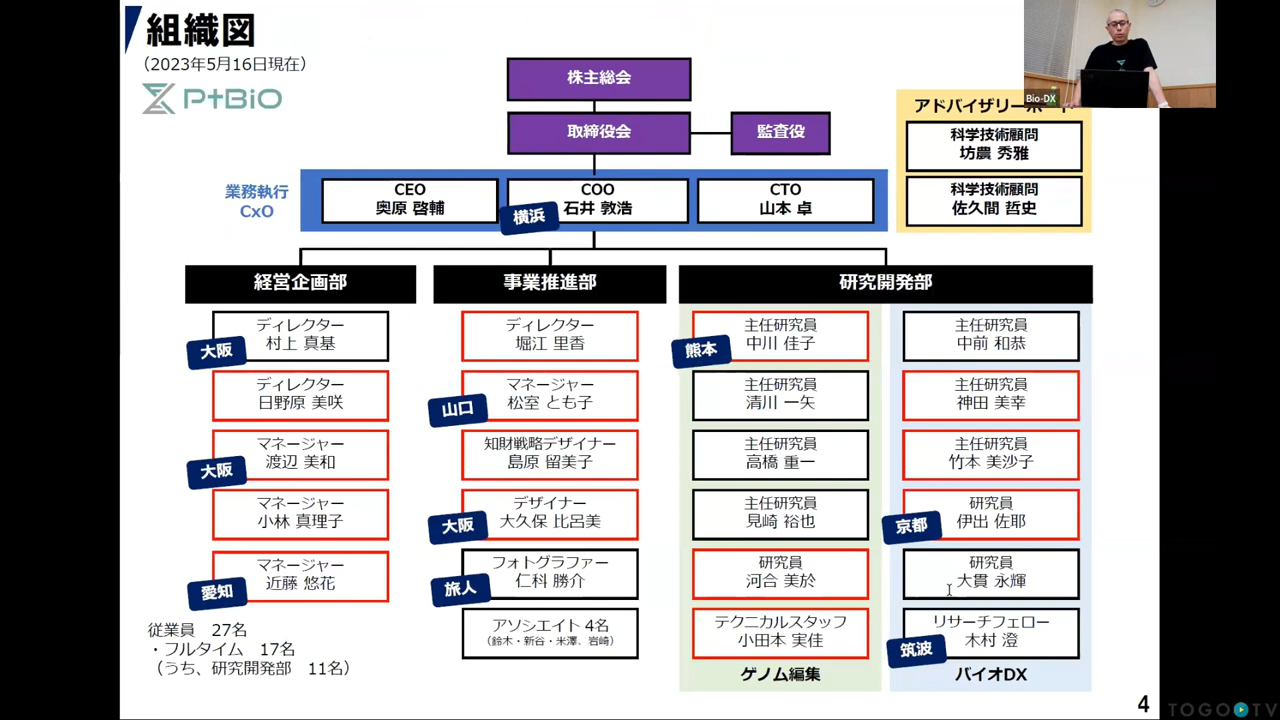 組織図
（2023年5月16日現在）
PtBiO
Bio-DX
株主総会
取締役会
監査役
アドバイザリーボード
科学技術顧問
坊農 秀雅
科学技術顧問
佐久間 哲史
業務執行
CxO
CEO
奥原 啓輔
COO
石井 敦浩
横浜
CTO
山本 卓
経営企画部
ディレクター
村上 真基
大阪
ディレクター
日野原 美咲
マネージャー
渡辺 美和
大阪
マネージャー
小林 真理子
マネージャー
近藤 悠花
愛知
従業員　27名
・フルタイム　17名
（うち、研究開発部　11名）
事業推進部
ディレクター
堀江 里香
マネージャー
松室 とも子
山口
知財戦略デザイナー
島原 留美子
デザイナー
大久保 比呂美
大阪
フォトグラファー
仁科 勝介
旅人
アソシエイト 4名
（鈴木・新谷・米澤、岩崎）
研究開発部
主任研究員
中川 佳子
熊本
主任研究員
清川 一矢
主任研究員
高橋 重一
主任研究員
見崎 裕也
研究員
河合 美於
テクニカルスタッフ
小田本 実佳
ゲノム編集
主任研究員
中前 和恭
主任研究員
神田 美幸
主任研究員
竹本 美沙子
研究員
伊出 佐耶
京都
研究員
大貫 永輝
リサーチフェロー
木村 澄
筑波
バイオDX
4
TOGO TV